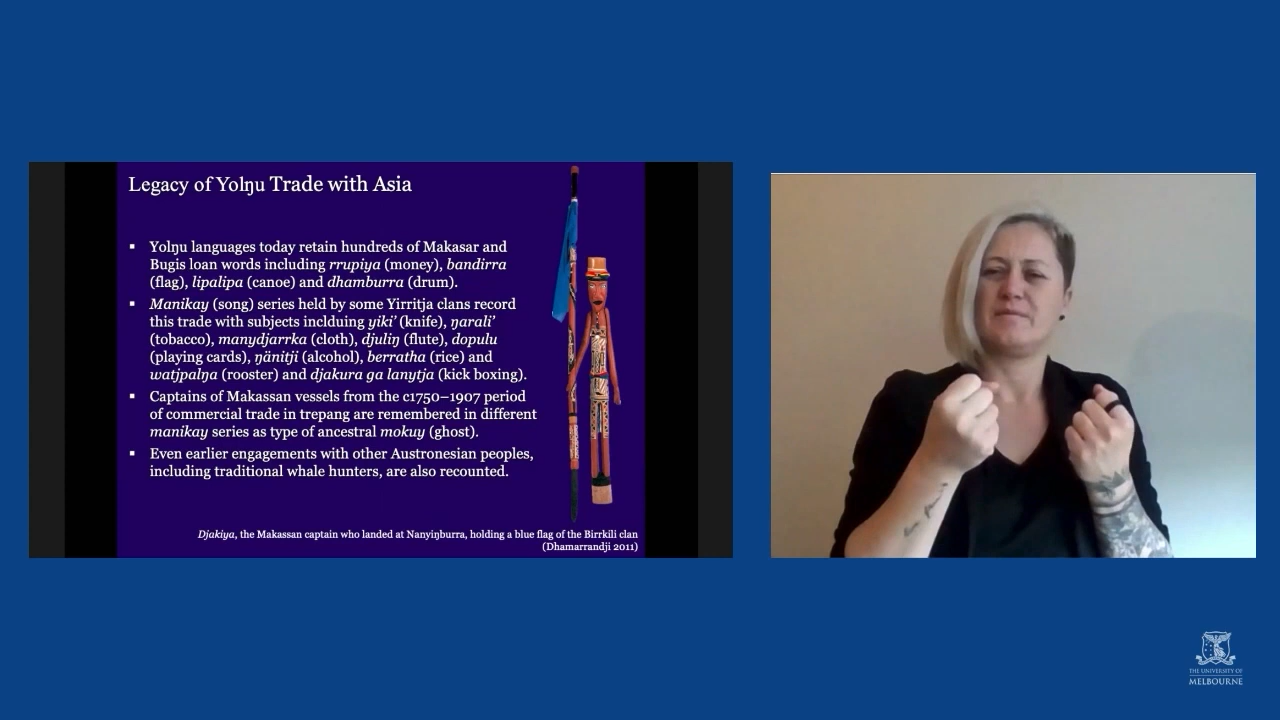 Legacy of Yolŋu Trade with Asia
▪ Yolŋu languages today retain hundreds of Makasar and
Bugis loan words including rrupiya (money), bandirra
(flag), lipalipa (canoe) and dhamburra (drum).
▪ Manikay (song) series held by some Yirritja clans record
this trade with subjects inclduing yiki’ (knife), ŋarali’
(tobacco), manydjarrka (cloth), djuliŋ (flute), dopulu
(playing cards), ŋänitji (alcohol), berratha (rice) and
watjpalŋa (rooster) and djakura ga lanytja (kick boxing).
▪ Captains of Makassan vessels from the c1750–1907 period
of commercial trade in trepang are remembered in different
manikay series as type of ancestral mokuy (ghost).
▪ Even earlier engagements with other Austronesian peoples,
including traditional whale hunters, are also recounted.
Djakiya, the Makassan captain who landed at Nanyiŋburra, holding a blue flag of the Birrkili clan
(Dhamarrandji 2011)
THE UNIVERSITY OF
MELBOURNE